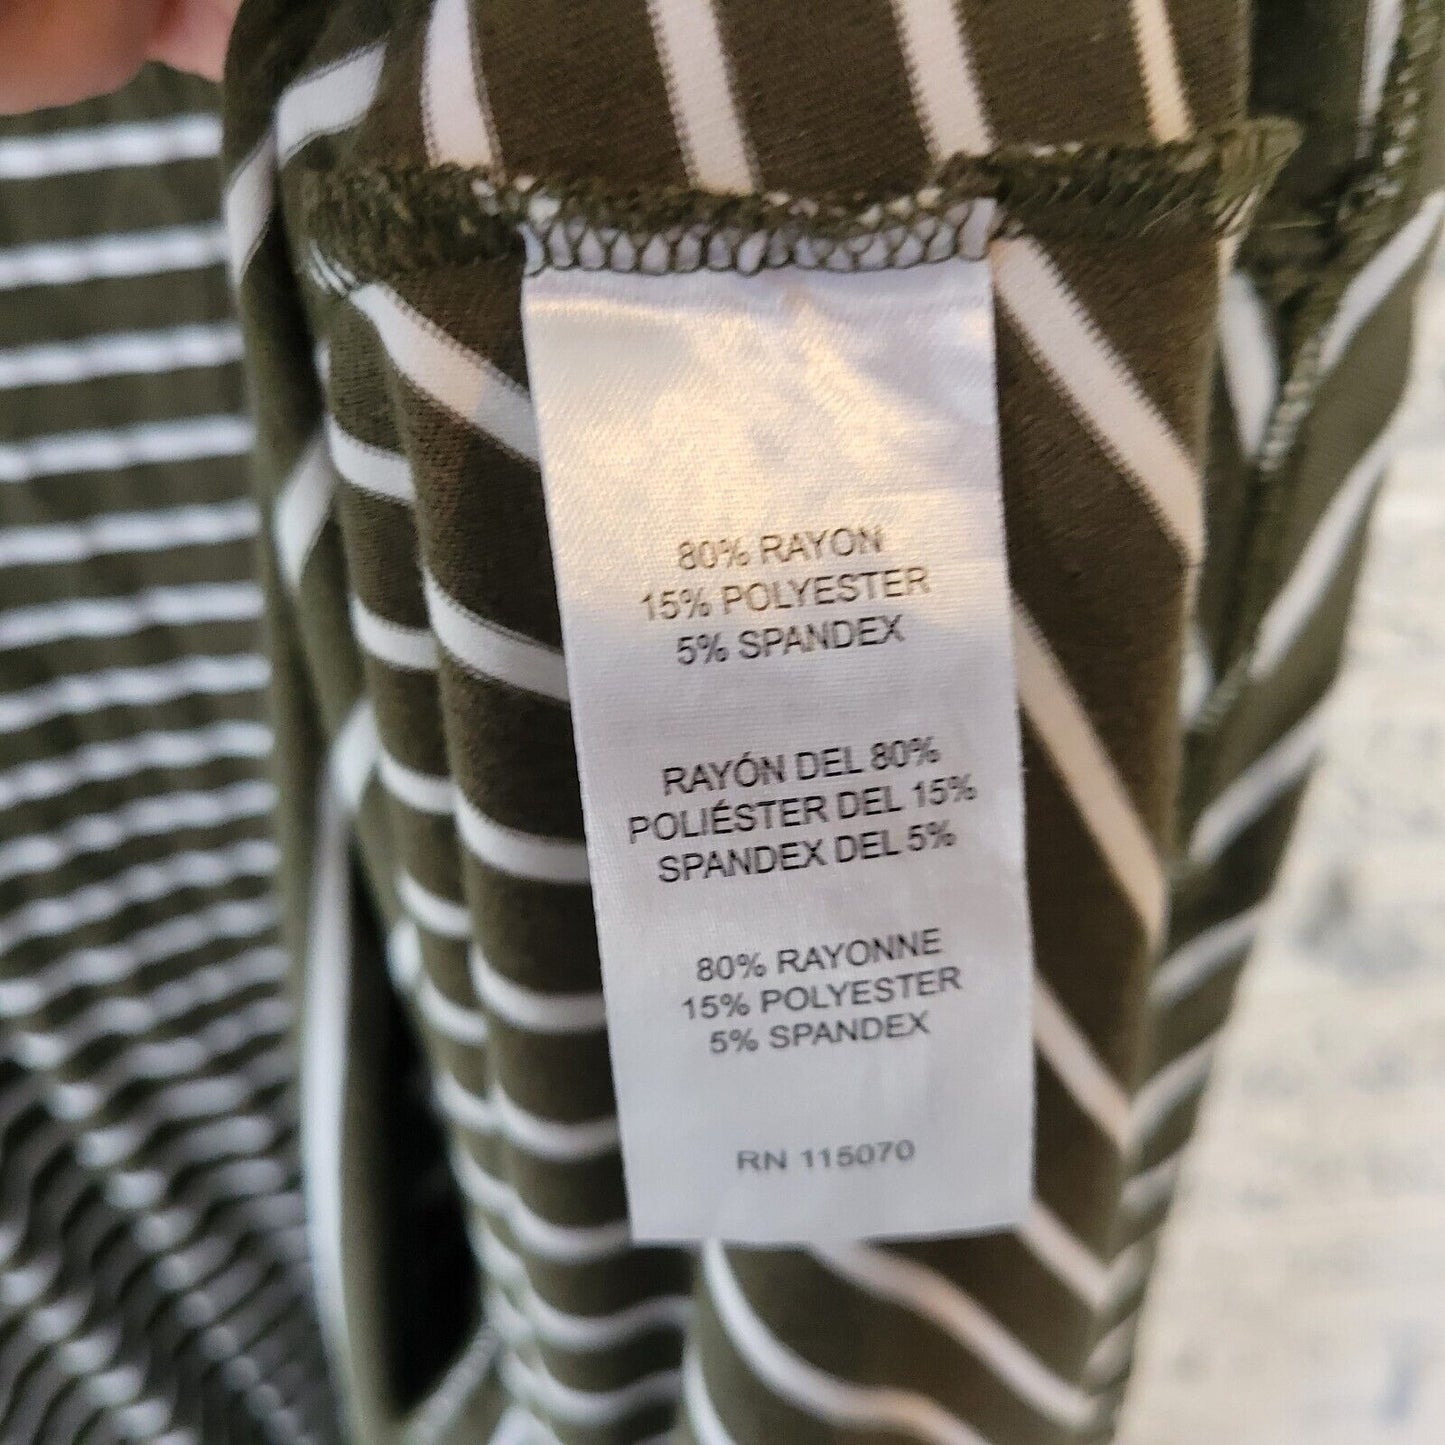 80% RAYON
15% POLYESTER
5% SPANDEX
RAYÓN DEL 80%
POLIÉSTER DEL 15%
SPANDEX DEL 5%
80% RAYONNE
15% POLYESTER
5% SPANDEX
RN 115070